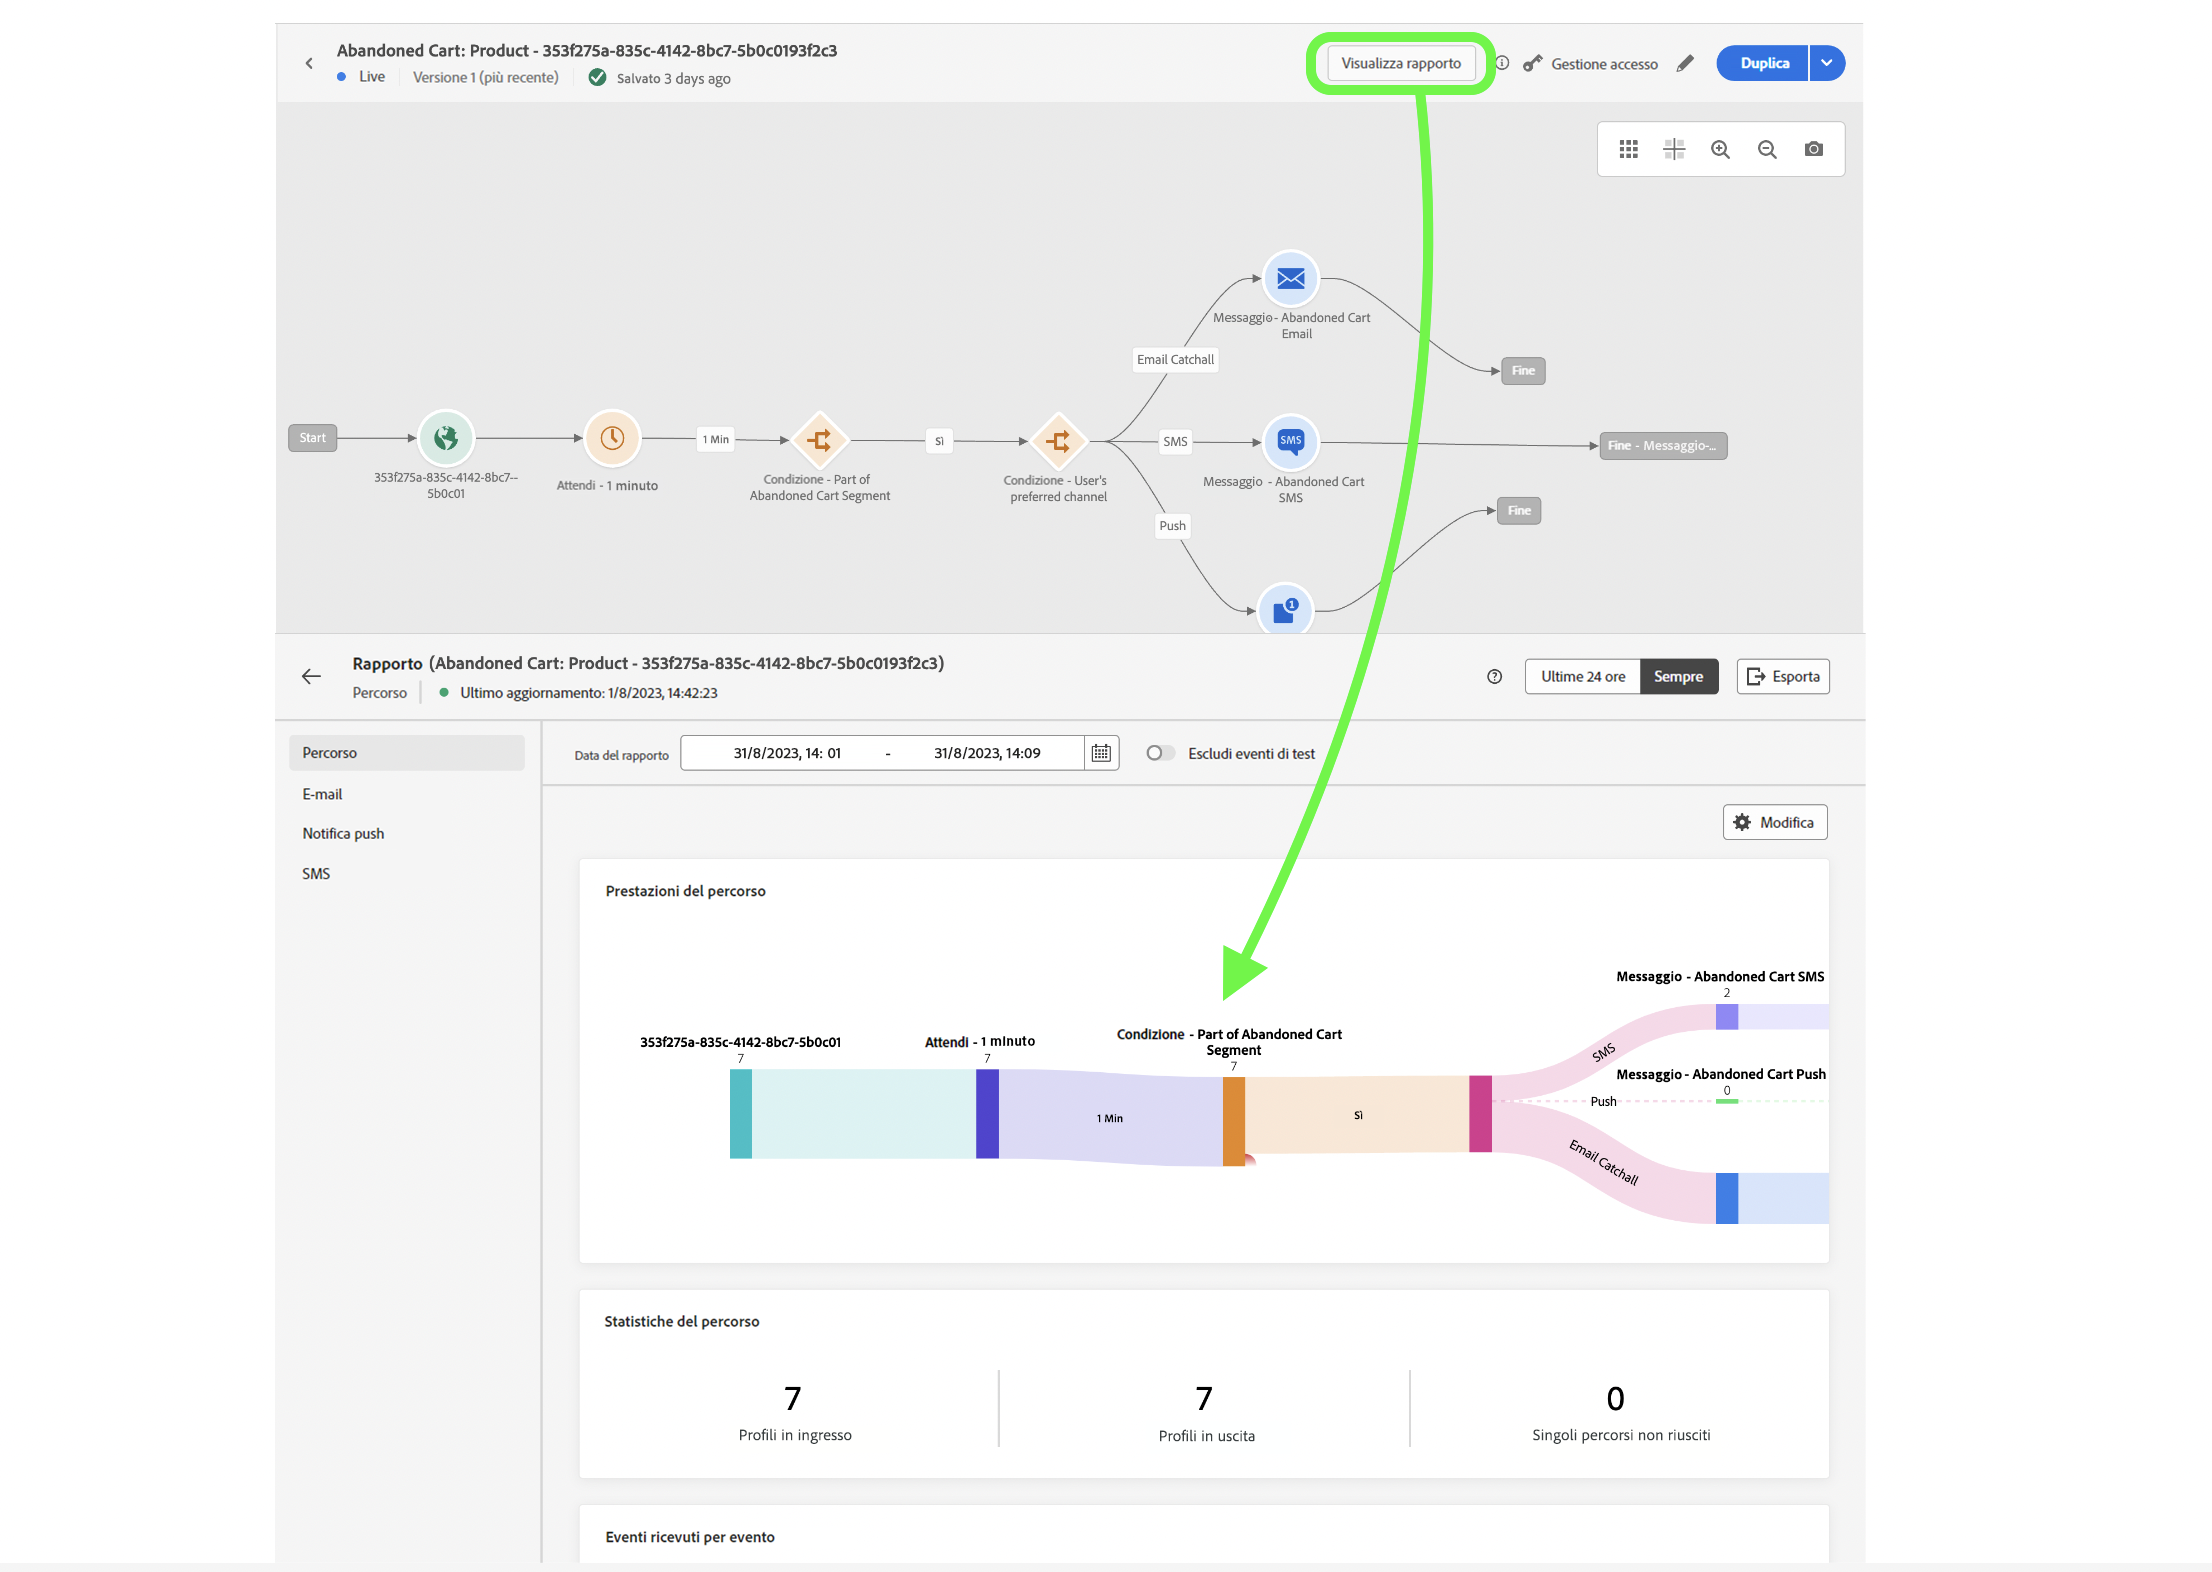 Abandoned Cart: Product - 353f275a-835c-4142-8bc7-5b0c0193f2c3
Live
Versione 1 (più recente)
Salvato 3 days ago
Visualizza rapporto
Gestione accesso
Duplica
Start
353f275a-835c-4142-8bc7--
5b0c01
Attendi - 1 minuto
1 Min
Condizione - Part of
Abandoned Cart Segment
Sì
Condizione - User's
preferred channel
Email Catchall
SMS
Push
Messaggio- Abandoned Cart
Email
SMS
Messaggio - Abandoned Cart
SMS
1
Fine
Fine - Messaggio-...
Fine
Rapporto (Abandoned Cart: Product - 353f275a-835c-4142-8bc7-5b0c0193f2c3)
Percorso
Ultimo aggiornamento: 1/8/2023, 14:42:23
Ultime 24 ore
Sempre
Esporta
Percorso
E-mail
Notifica push
SMS
Data del rapporto
31/8/2023, 14: 01
-
31/8/2023, 14:09
Escludi eventi di test
Modifica
Prestazioni del percorso
353f275a-835c-4142-8bc7-5b0c01
7
Attendi - 1 minuto
7
1 Min
Condizione - Part of Abandoned Cart
Segment
7
Sì
Messaggio - Abandoned Cart SMS
2
SMS
Messaggio - Abandoned Cart Push
0
Push
Email Catchall
Statistiche del percorso
7
Profili in ingresso
7
Profili in uscita
0
Singoli percorsi non riusciti
Eventi ricevuti per evento